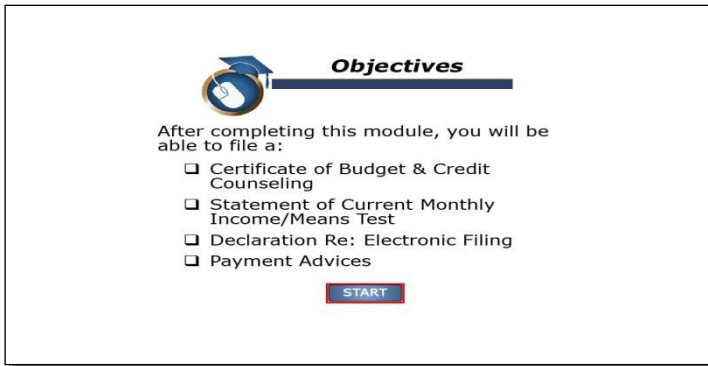 Objectives
After completing this module, you will be
able to file a:
❑ Certificate of Budget & Credit
Counseling
❑ Statement of Current Monthly
Income/Means Test
❑ Declaration Re: Electronic Filing
❑ Payment Advices
START